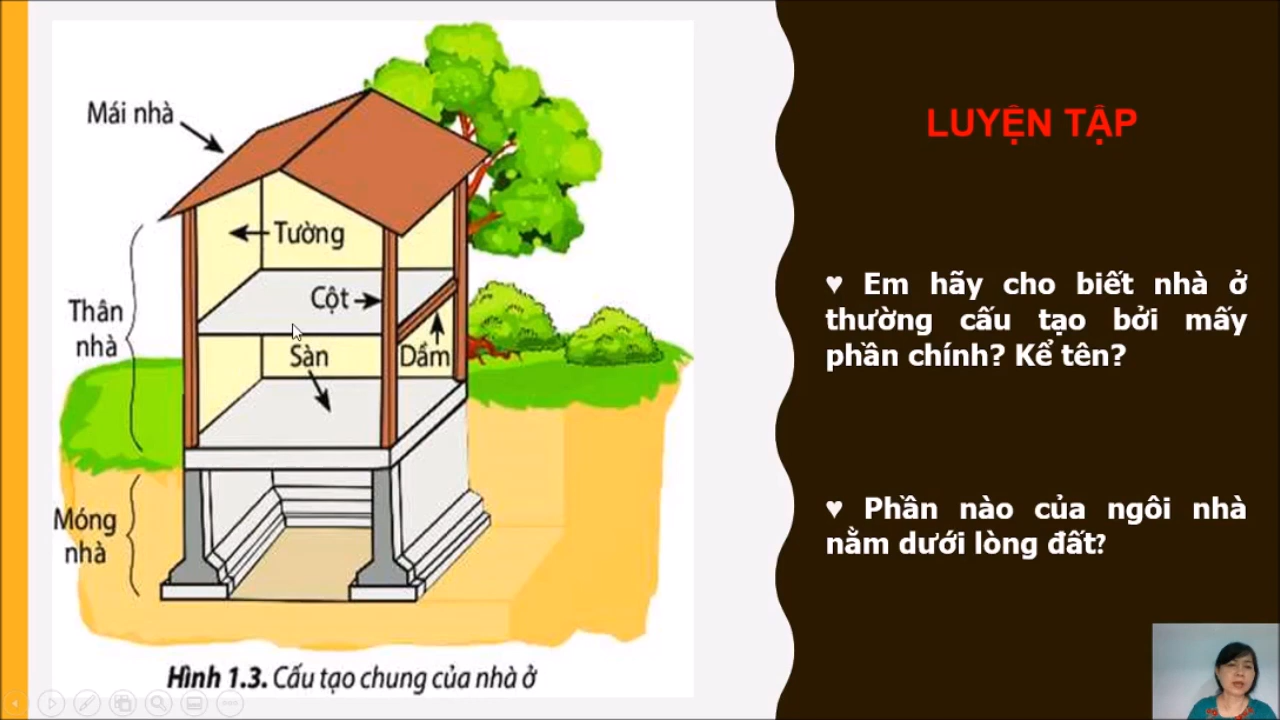 Mái nhà
Tường
Cột
Thân
nhà
Sàn
Dầm
Móng
nhà
Hình 1.3. Cấu tạo chung của nhà ở
LUYỆN TẬP
♥ Em hãy cho biết nhà ở
thường cấu tạo bởi mấy
phần chính? Kể tên?
♥ Phần nào của ngôi nhà
nằm dưới lòng đất?